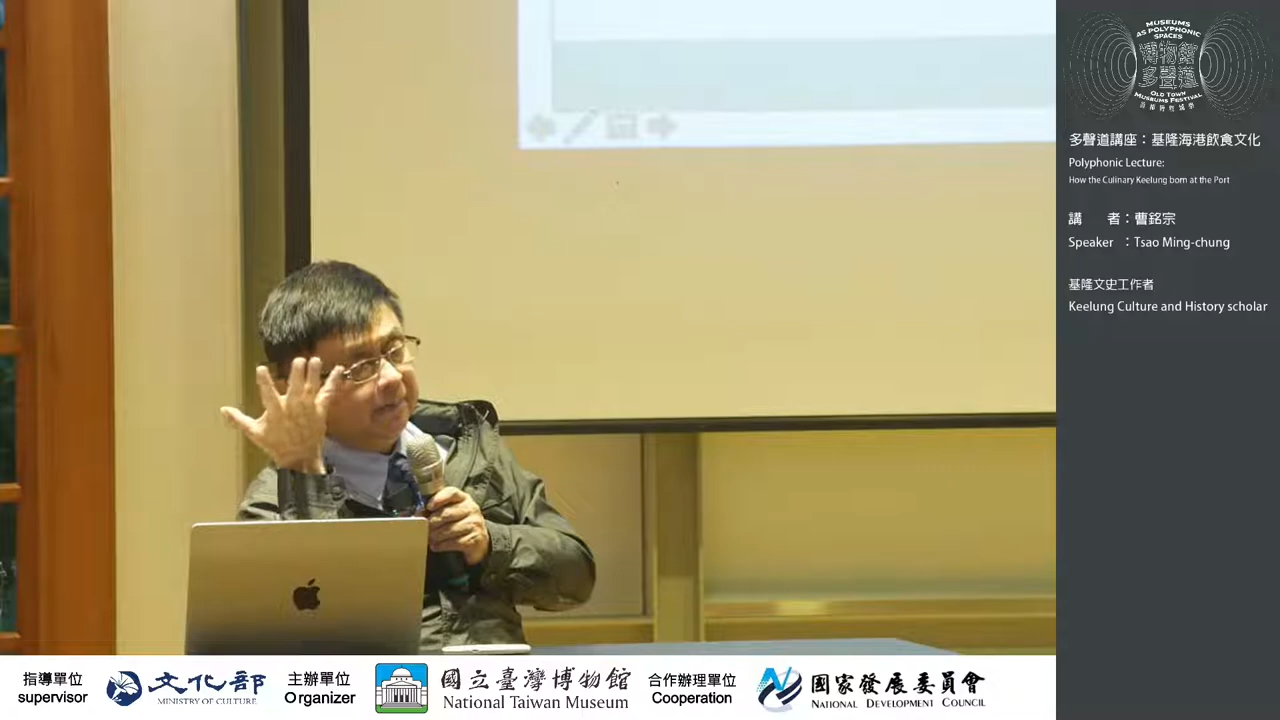 MUSEUMS
AS POLYPHONIC
SPACES
博物館
多聲道
OLD TOWN
MUSEUMS FESTIVAL
多聲道講座：基隆海港飲食文化
Polyphonic Lecture:
How the Culinary Keelung born at the Port
講 者：曹銘宗
Speaker ：Tsao Ming-chung
基隆文史工作者
Keelung Culture and History scholar
指導單位
supervisor
文化部
MINISTRY OF CULTURE
主辦單位
Organizer
國立臺灣博物館
National Taiwan Museum
合作辦理單位
Cooperation
國家發展委員會
NATIONAL DEVELOPMENT COUNCIL